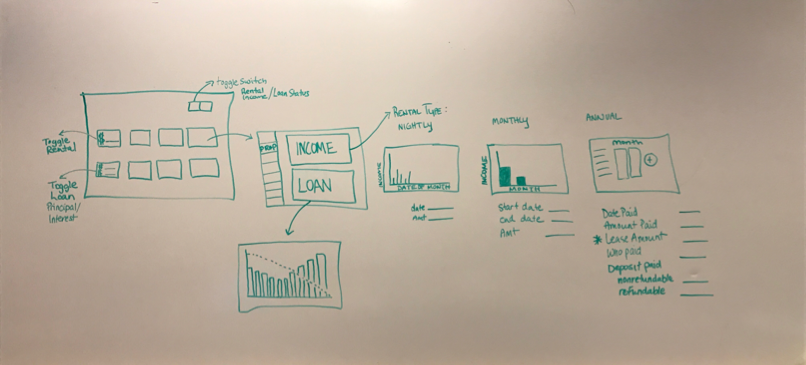 toggle switch
Rental
Income/Loan Status
Toggle
Rental
$
$
Toggle
Loan
Principal/
Interest
PROP
INCOME
LOAN
RENTAL TYPE:
NIGHTLY
INCOME
DATE OF MONTH
date
Amt
MONTHLY
INCOME
MONTH
Start date
end date
Amt
ANNUAL
month
+
Date Paid
Amount Paid
* Lease Amount
Who paid
Deposit paid
nonrefundable
refundable